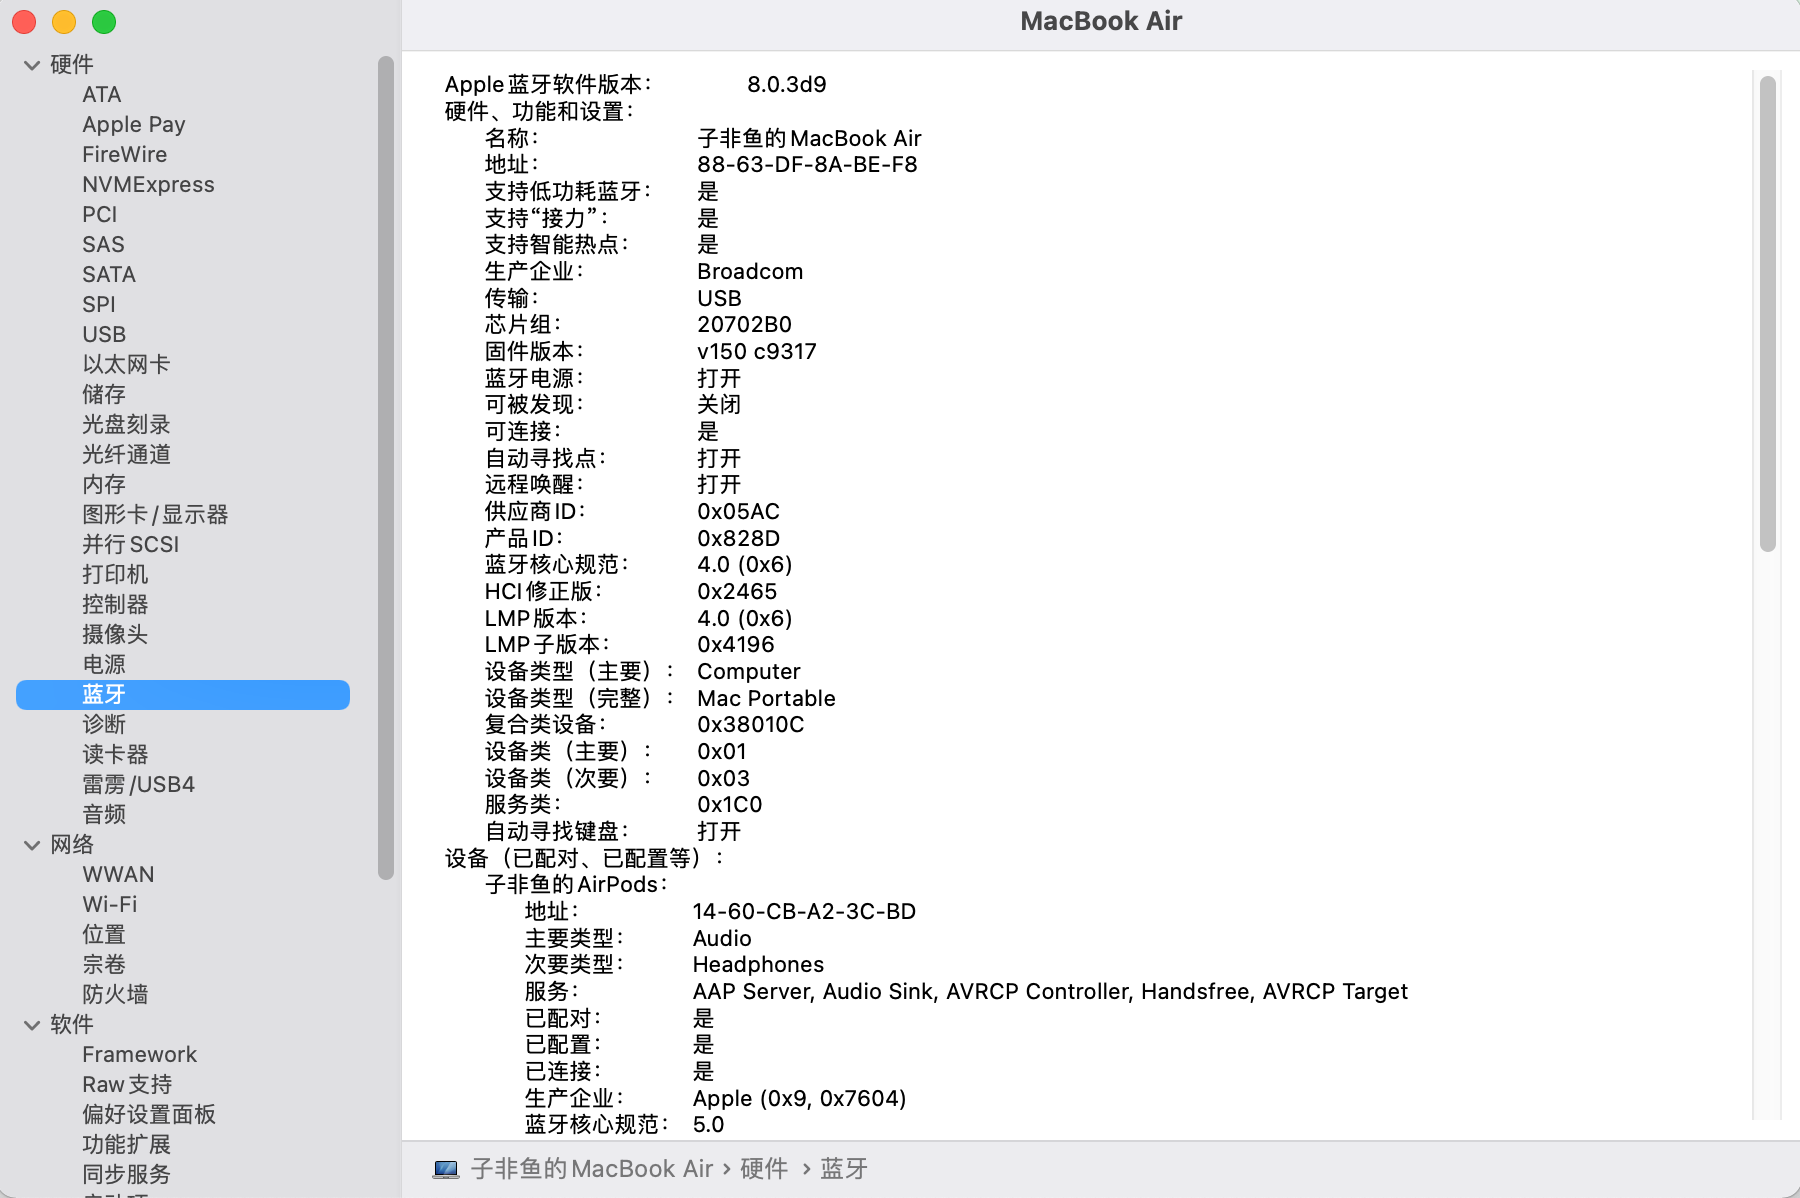 MacBook Air
硬件
ATA
Apple Pay
FireWire
NVMExpress
PCI
SAS
SATA
SPI
USB
以太网卡
储存
光盘刻录
光纤通道
内存
图形卡/显示器
并行SCSI
打印机
控制器
摄像头
电源
蓝牙
诊断
读卡器
雷雳/USB4
音频
网络
WWAN
Wi-Fi
位置
宗卷
防火墙
软件
Framework
Raw支持
偏好设置面板
功能扩展
同步服务
Apple蓝牙软件版本： 8.0.3d9
硬件、功能和设置：
名称： 子非鱼的MacBook Air
地址： 88-63-DF-8A-BE-F8
支持低功耗蓝牙： 是
支持“接力”： 是
支持智能热点： 是
生产企业： Broadcom
传输： USB
芯片组： 20702B0
固件版本： v150 c9317
蓝牙电源： 打开
可被发现： 关闭
可连接： 是
自动寻找点： 打开
远程唤醒： 打开
供应商ID： 0x05AC
产品ID： 0x828D
蓝牙核心规范： 4.0 (0x6)
HCI修正版： 0x2465
LMP版本： 4.0 (0x6)
LMP子版本： 0x4196
设备类型（主要）： Computer
设备类型（完整）： Mac Portable
复合类设备： 0x38010C
设备类（主要）： 0x01
设备类（次要）： 0x03
服务类： 0x1C0
自动寻找键盘： 打开
设备（已配对、已配置等）：
子非鱼的AirPods：
地址： 14-60-CB-A2-3C-BD
主要类型： Audio
次要类型： Headphones
服务： AAP Server, Audio Sink, AVRCP Controller, Handsfree, AVRCP Target
已配对： 是
已配置： 是
已连接： 是
生产企业： Apple (0x9, 0x7604)
蓝牙核心规范： 5.0
子非鱼的MacBook Air › 硬件 › 蓝牙